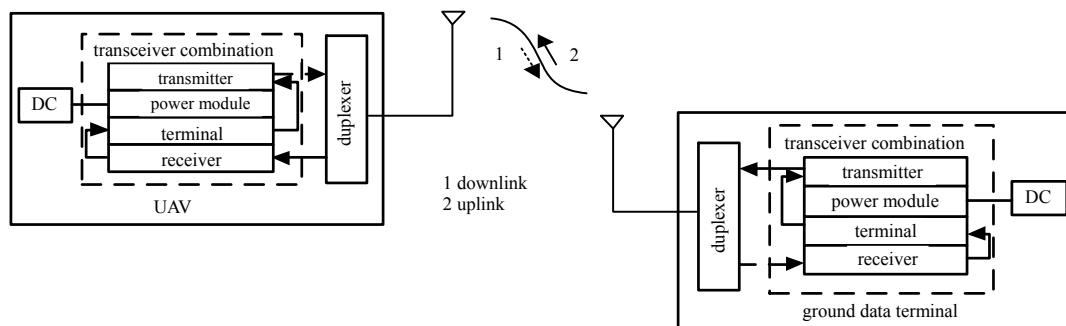 transceiver combination
transmitter
power module
terminal
receiver
DC
duplexer
UAV
1
2
1 downlink
2 uplink
transceiver combination
transmitter
power module
terminal
receiver
DC
duplexer
ground data terminal